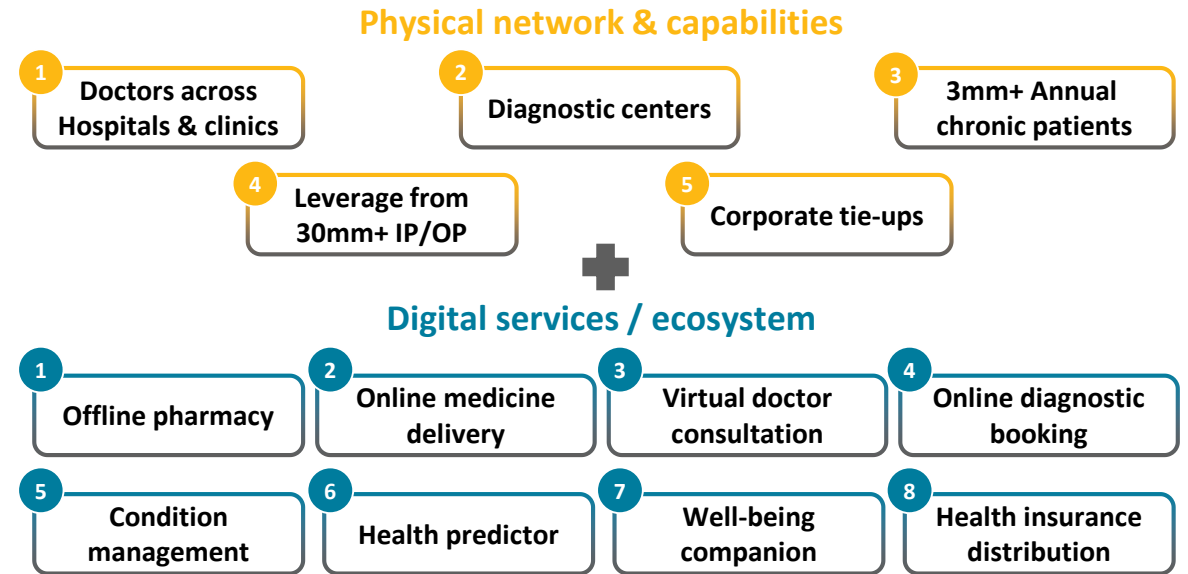 Physical network & capabilities
1
Doctors across
Hospitals & clinics
2
Diagnostic centers
3
3mm+ Annual
chronic patients
4
Leverage from
30mm+ IP/OP
5
Corporate tie-ups
Digital services / ecosystem
1
Offline pharmacy
2
Online medicine
delivery
3
Virtual doctor
consultation
4
Online diagnostic
booking
5
Condition
management
6
Health predictor
7
Well-being
companion
8
Health insurance
distribution